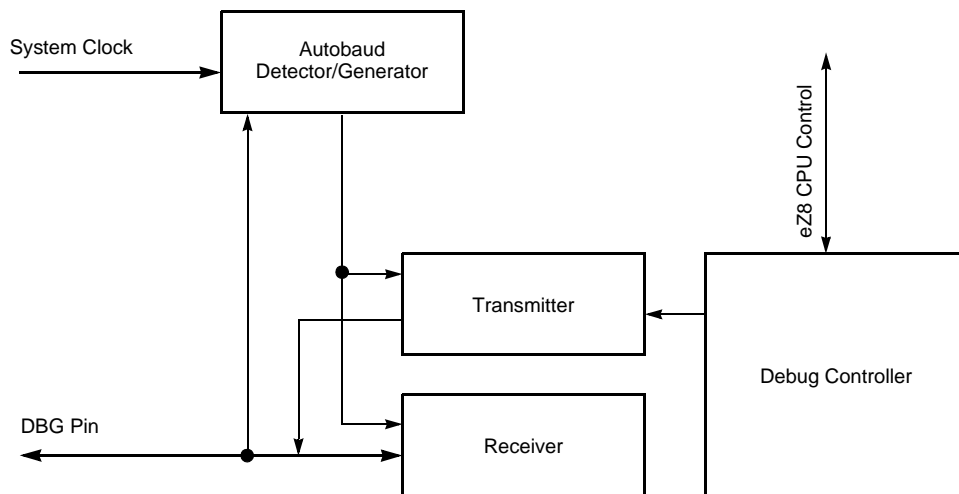 System Clock
Autobaud
Detector/Generator
eZ8 CPU Control
Transmitter
Debug Controller
DBG Pin
Receiver